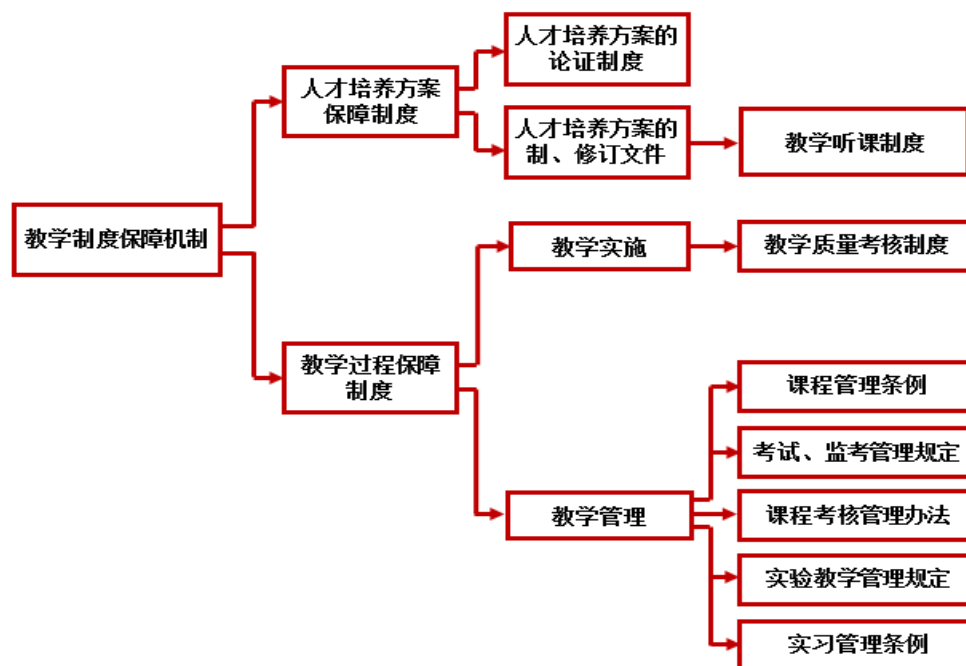 人才培养方案的
论证制度
人才培养方案
保障制度
人才培养方案的
制、修订文件
教学听课制度
教学制度保障机制
教学实施
教学质量考核制度
教学过程保障
制度
课程管理条例
考试、监考管理规定
教学管理
课程考核管理办法
实验教学管理规定
实习管理条例